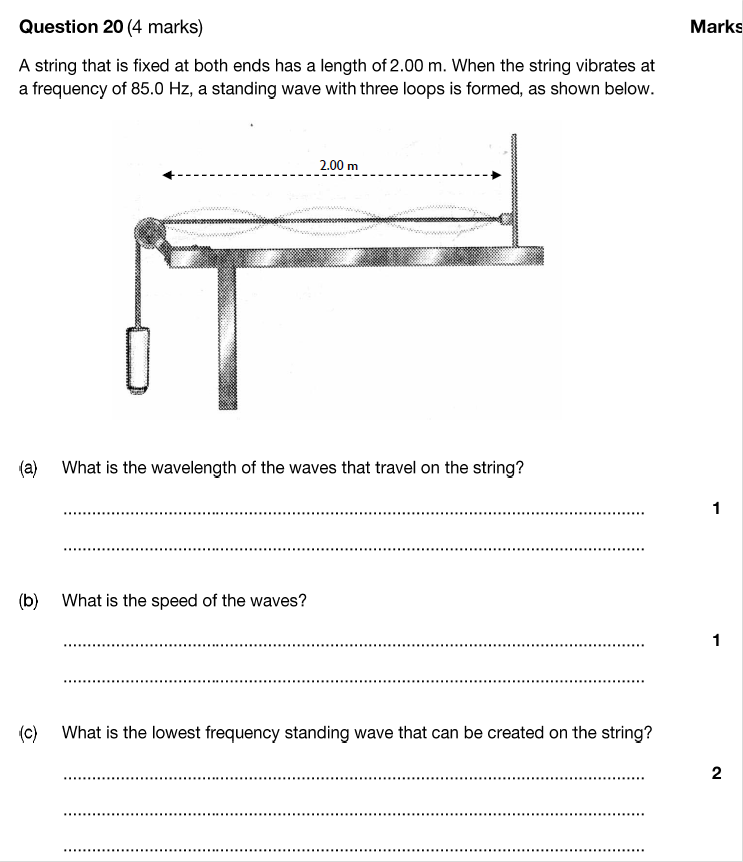 Question 20 (4 marks)
Marks
A string that is fixed at both ends has a length of 2.00 m. When the string vibrates at
a frequency of 85.0 Hz, a standing wave with three loops is formed, as shown below.
2.00 m
(a) What is the wavelength of the waves that travel on the string?
1
(b) What is the speed of the waves?
1
(c) What is the lowest frequency standing wave that can be created on the string?
2